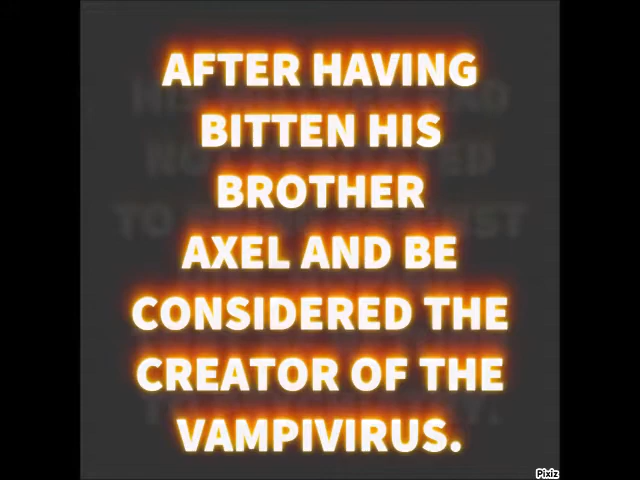 AFTER HAVING
BITTEN HIS
BROTHER
AXEL AND BE
CONSIDERED THE
CREATOR OF THE
VAMPIVIRUS.
Pixiz